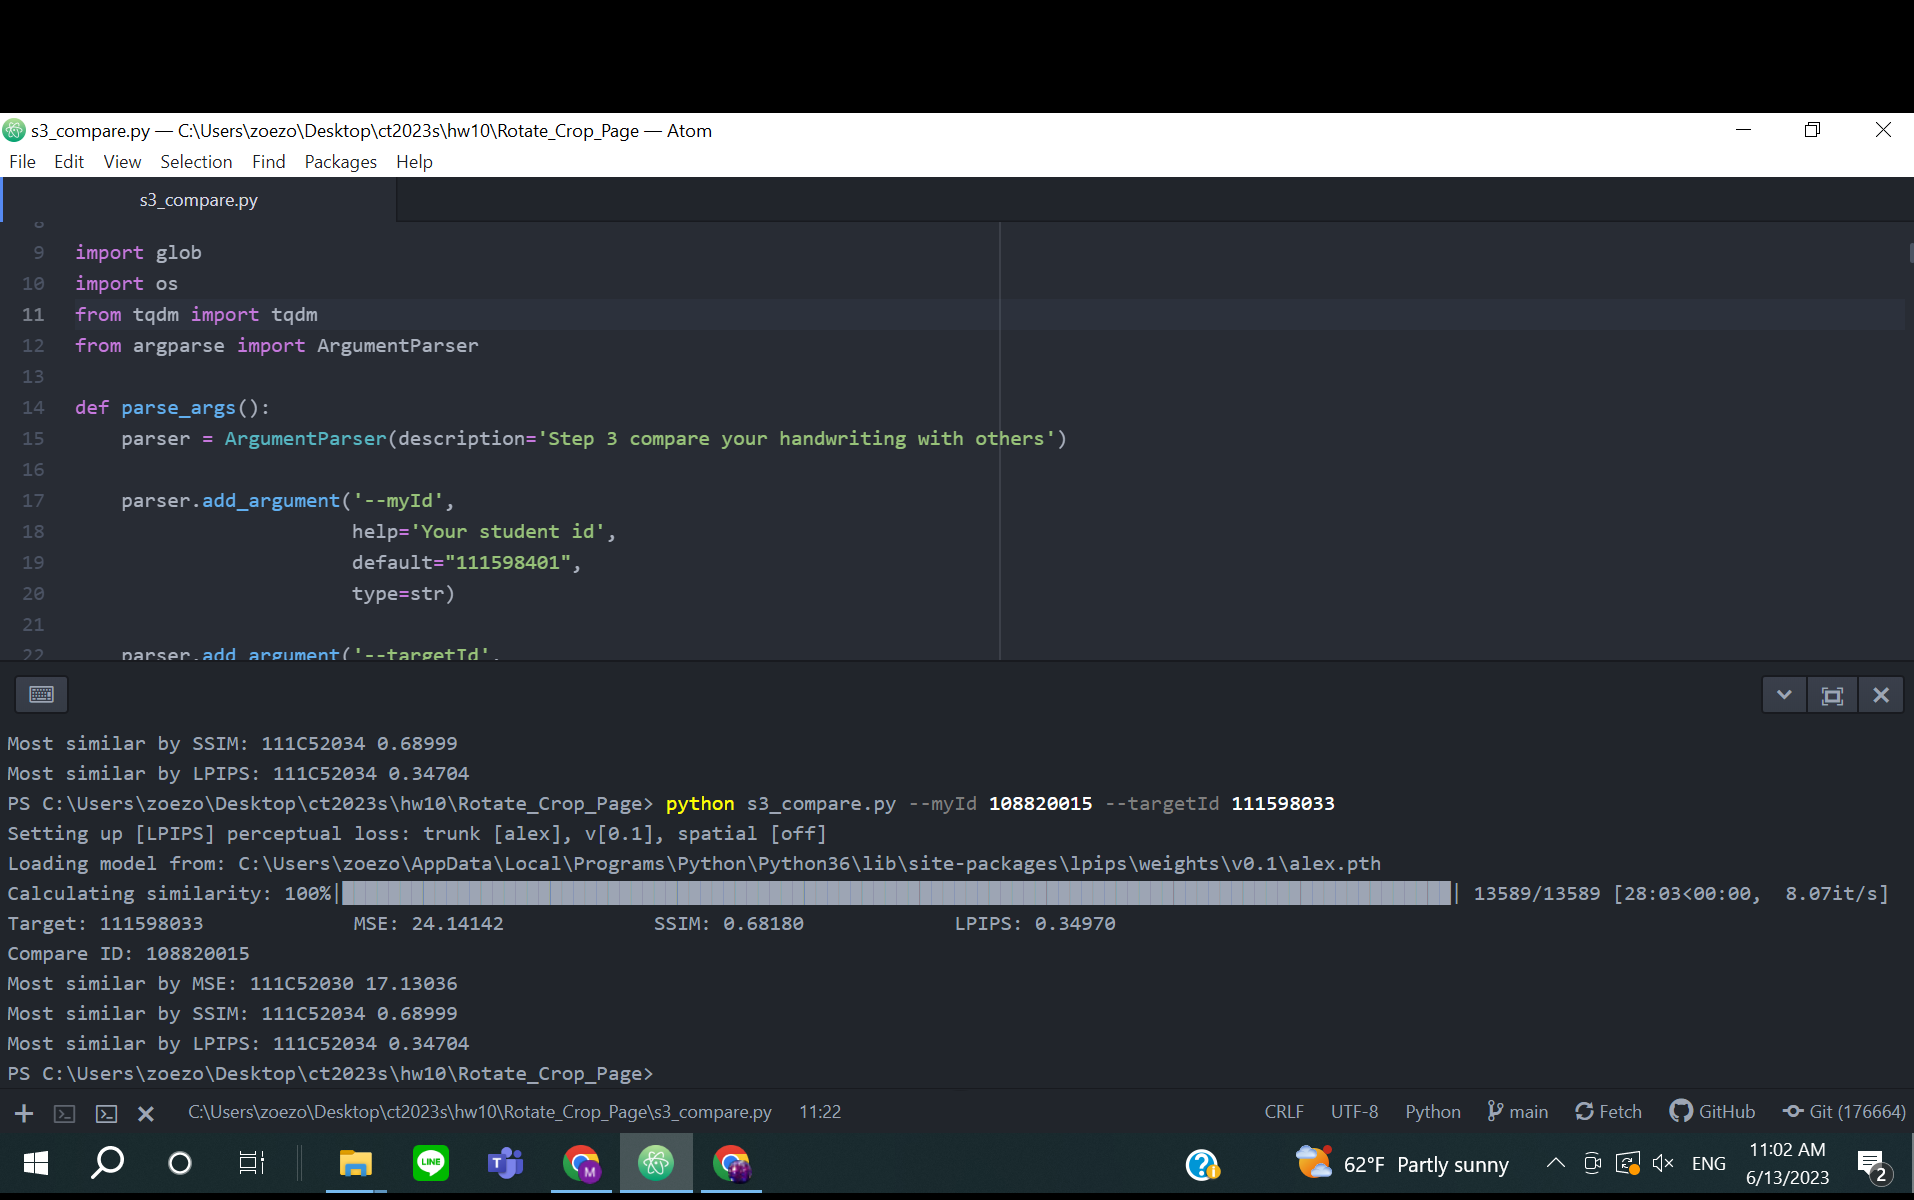 s3_compare.py — C:\Users\zoezo\Desktop\ct2023s\hw10\Rotate_Crop_Page — Atom
File Edit View Selection Find Packages Help
s3_compare.py
8
9 import glob
10 import os
11 from tqdm import tqdm
12 from argparse import ArgumentParser
13
14 def parse_args():
15 parser = ArgumentParser(description='Step 3 compare your handwriting with others')
16
17 parser.add_argument('--myId',
18 help='Your student id',
19 default="111598401",
20 type=str)
21
22 parser.add_argument('--targetId',
Most similar by SSIM: 111C52034 0.68999
Most similar by LPIPS: 111C52034 0.34704
PS C:\Users\zoezo\Desktop\ct2023s\hw10\Rotate_Crop_Page> python s3_compare.py --myId 108820015 --targetId 111598033
Setting up [LPIPS] perceptual loss: trunk [alex], v[0.1], spatial [off]
Loading model from: C:\Users\zoezo\AppData\Local\Programs\Python\Python36\lib\site-packages\lpips\weights\v0.1\alex.pth
Calculating similarity: 100%|██████████| 13589/13589 [28:03<00:00, 8.07it/s]
Target: 111598033 MSE: 24.14142 SSIM: 0.68180 LPIPS: 0.34970
Compare ID: 108820015
Most similar by MSE: 111C52030 17.13036
Most similar by SSIM: 111C52034 0.68999
Most similar by LPIPS: 111C52034 0.34704
PS C:\Users\zoezo\Desktop\ct2023s\hw10\Rotate_Crop_Page>
C:\Users\zoezo\Desktop\ct2023s\hw10\Rotate_Crop_Page\s3_compare.py 11:22 CRLF UTF-8 Python main Fetch GitHub Git (176664)
LINE T M 62°F Partly sunny ENG 11:02 AM
6/13/2023 2